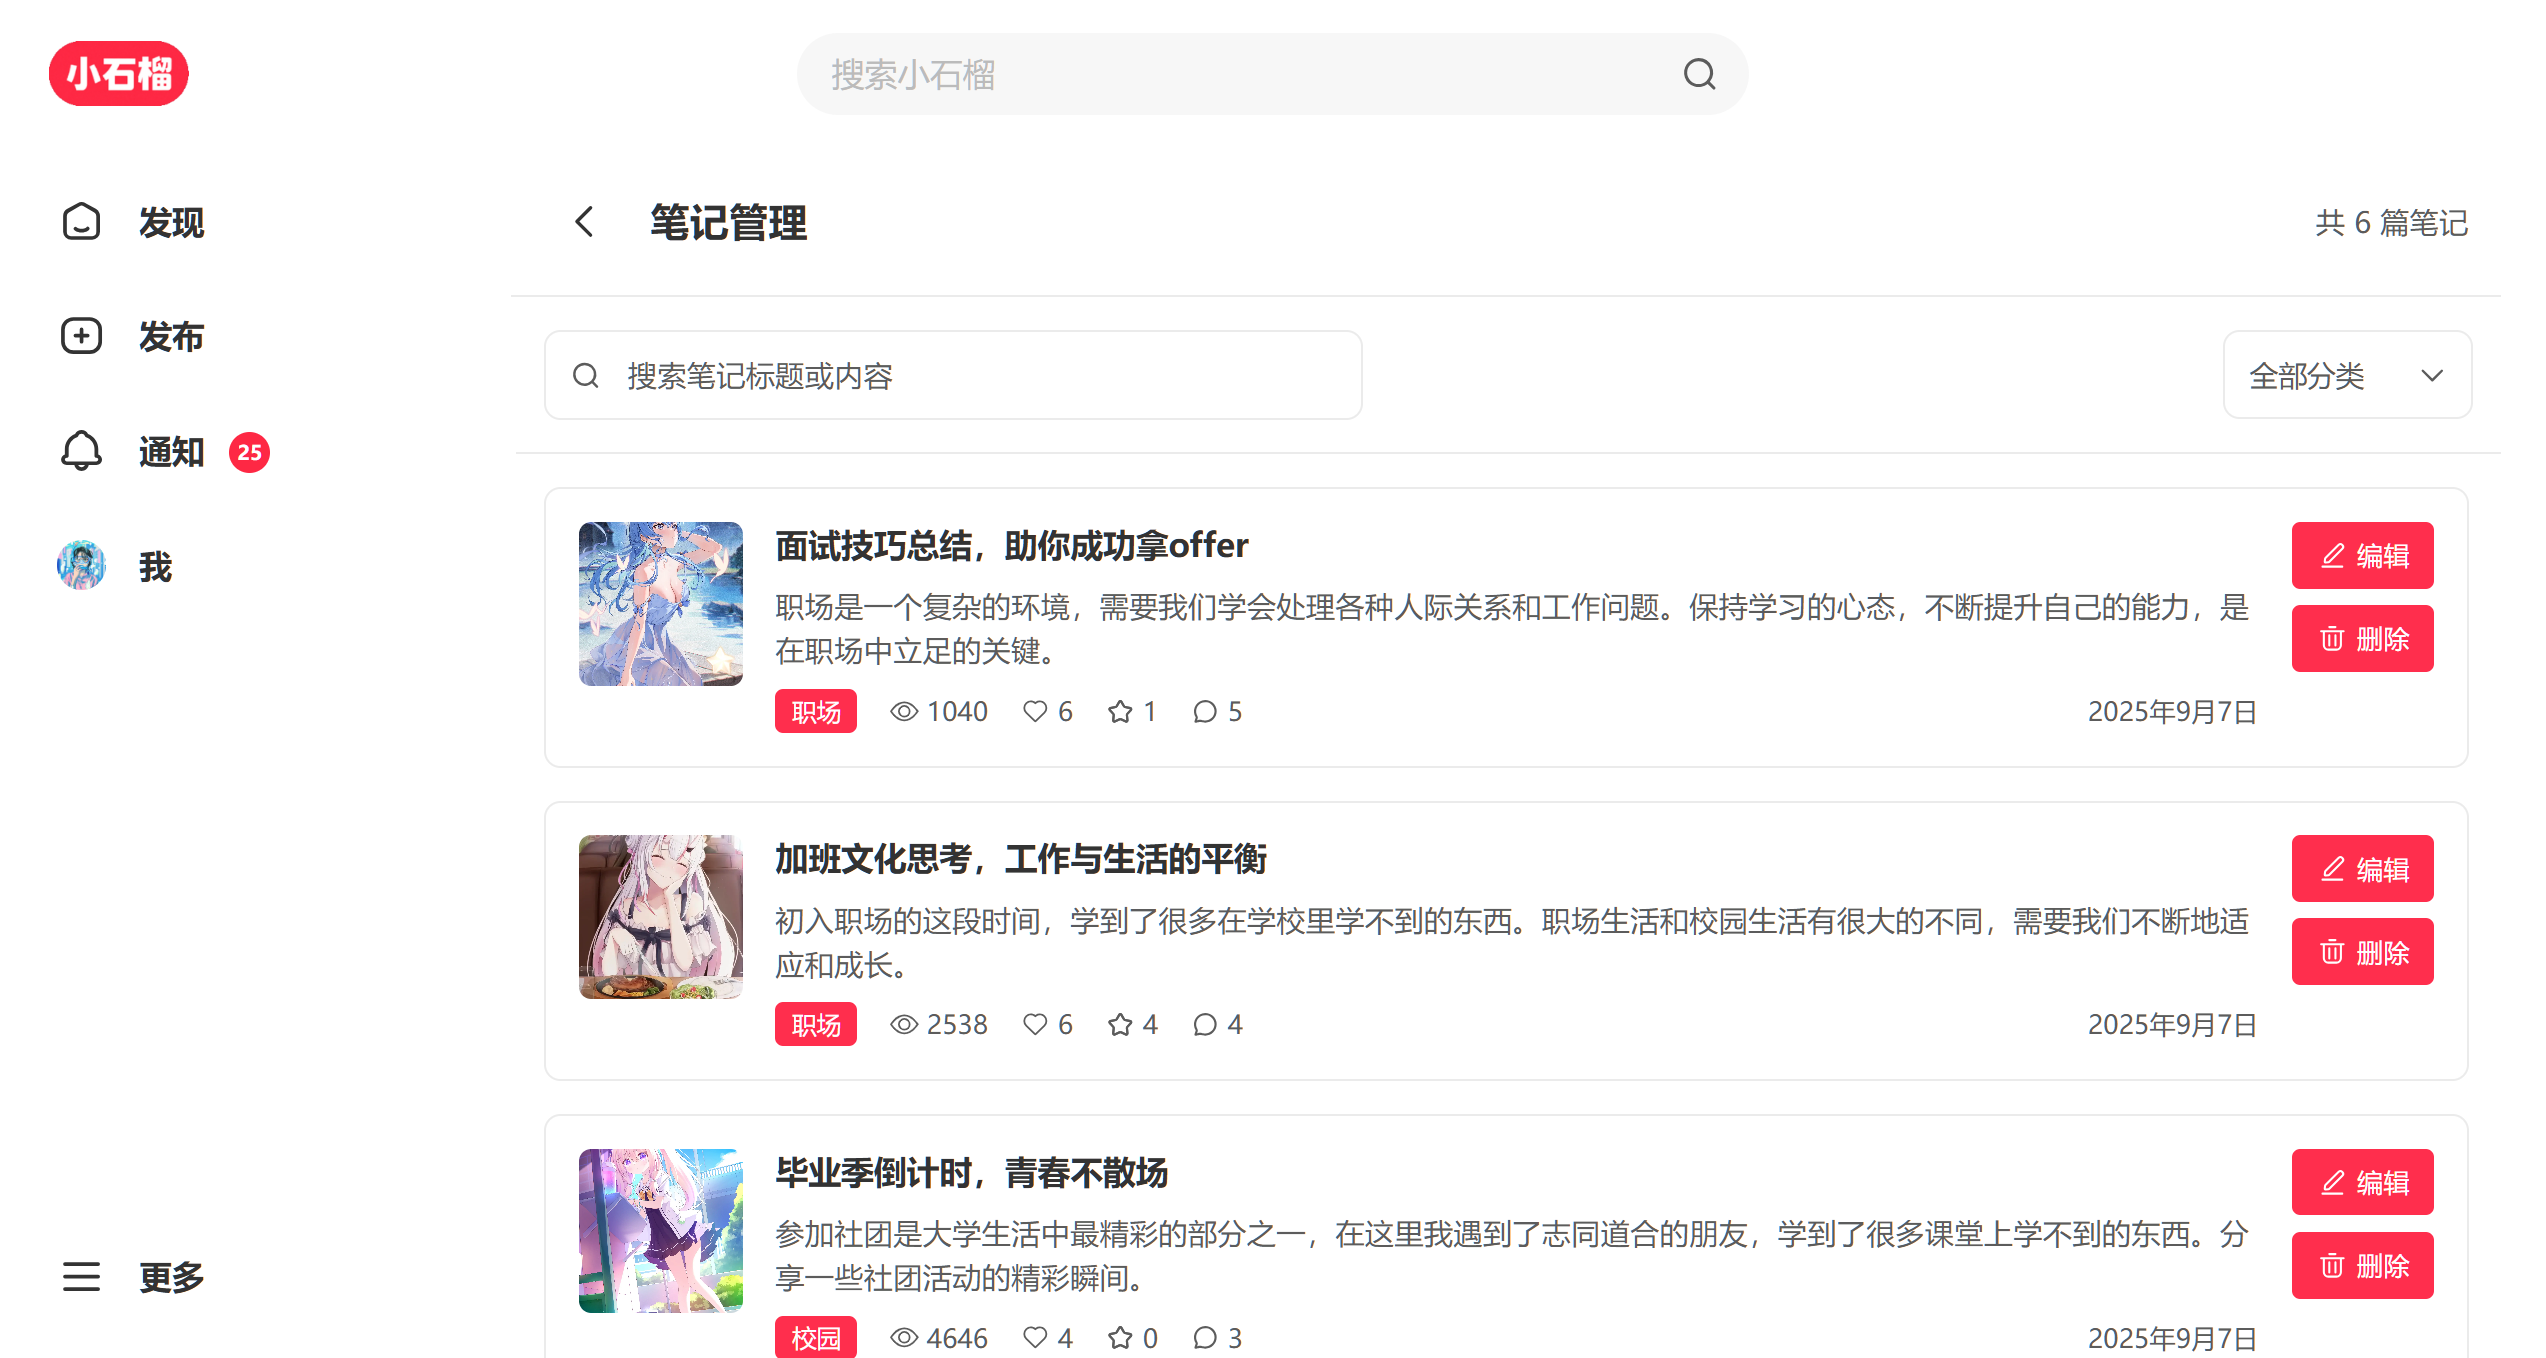 小石榴
搜索小石榴
发现
发布
通知 25
我
更多
笔记管理
共 6 篇笔记
搜索笔记标题或内容
全部分类
面试技巧总结，助你成功拿offer
职场是一个复杂的环境，需要我们学会处理各种人际关系和工作问题。保持学习的心态，不断提升自己的能力，是
在职场中立足的关键。
职场 1040 6 1 5 2025年9月7日
编辑
删除
加班文化思考，工作与生活的平衡
初入职场的这段时间，学到了很多在学校里学不到的东西。职场生活和校园生活有很大的不同，需要我们不断地适
应和成长。
职场 2538 6 4 4 2025年9月7日
编辑
删除
毕业季倒计时，青春不散场
参加社团是大学生活中最精彩的部分之一，在这里我遇到了志同道合的朋友，学到了很多课堂上学不到的东西。分
享一些社团活动的精彩瞬间。
校园 4646 4 0 3 2025年9月7日
编辑
删除